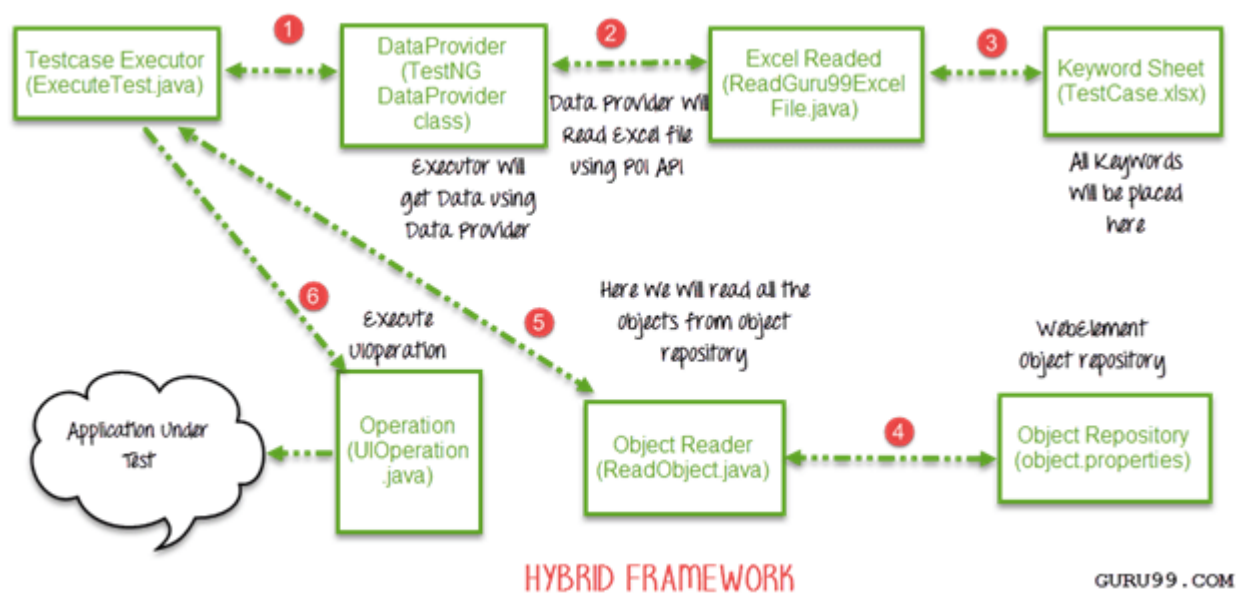 1
2
3
Testcase Executor
(ExecuteTest.java)
DataProvider
(TestNG
DataProvider
class)
Excel Readed
(ReadGuru99Excel
File.java)
Keyword Sheet
(TestCase.xlsx)
Executor Will
get Data using
Data Provider
Data Provider Will
Read Excel file
using POI API
All Keywords
Will be placed
here
6
5
4
Execute
UIOperation
Here We Will read all the
objects from object
repository
WebElement
Object repository
Application Under
Test
Operation
(UIOperation
.java)
Object Reader
(ReadObject.java)
Object Repository
(object.properties)
HYBRID FRAMEWORK
GURU99.COM